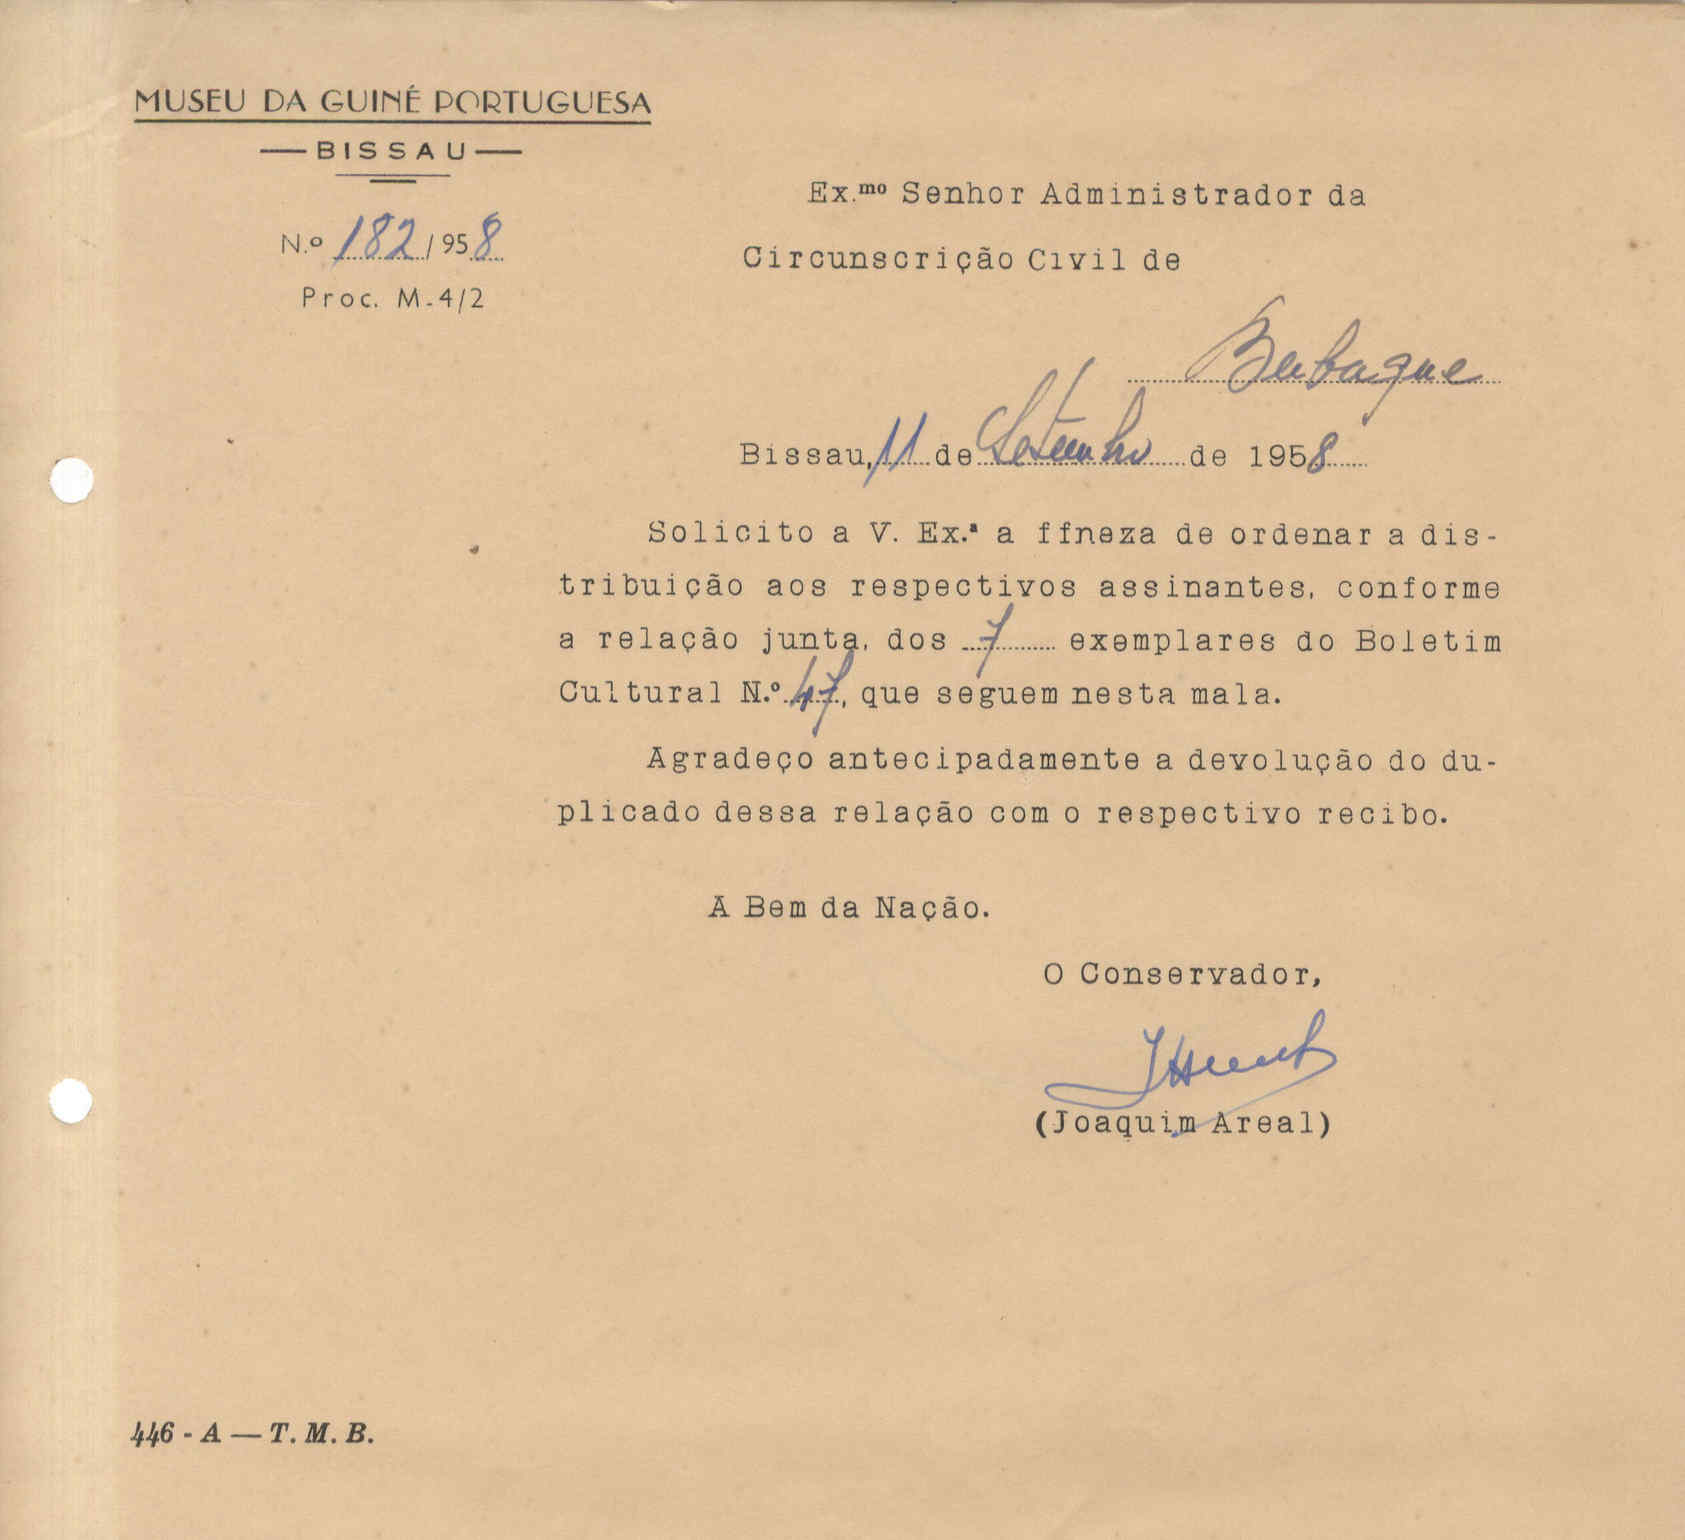 MUSEU DA GUINÉ PORTUGUESA
— BISSAU —
N.º 182/958
Proc. M-4/2
Ex.mo Senhor Administrador da
Circunscrição Civil de
Bubaque
Bissau, 11 de Setembro de 1958
Solicito a V. Ex.ª a ffneza de ordenar a dis-
tribuição aos respectivos assinantes, conforme
a relação junta, dos 7 exemplares do Boletim
Cultural N.º 47, que seguem nesta mala.
Agradeço antecipadamente a devolução do du-
plicado dessa relação com o respectivo recibo.
A Bem da Nação.
O Conservador,
(Joaquim Areal)
446 - A — T. M. B.